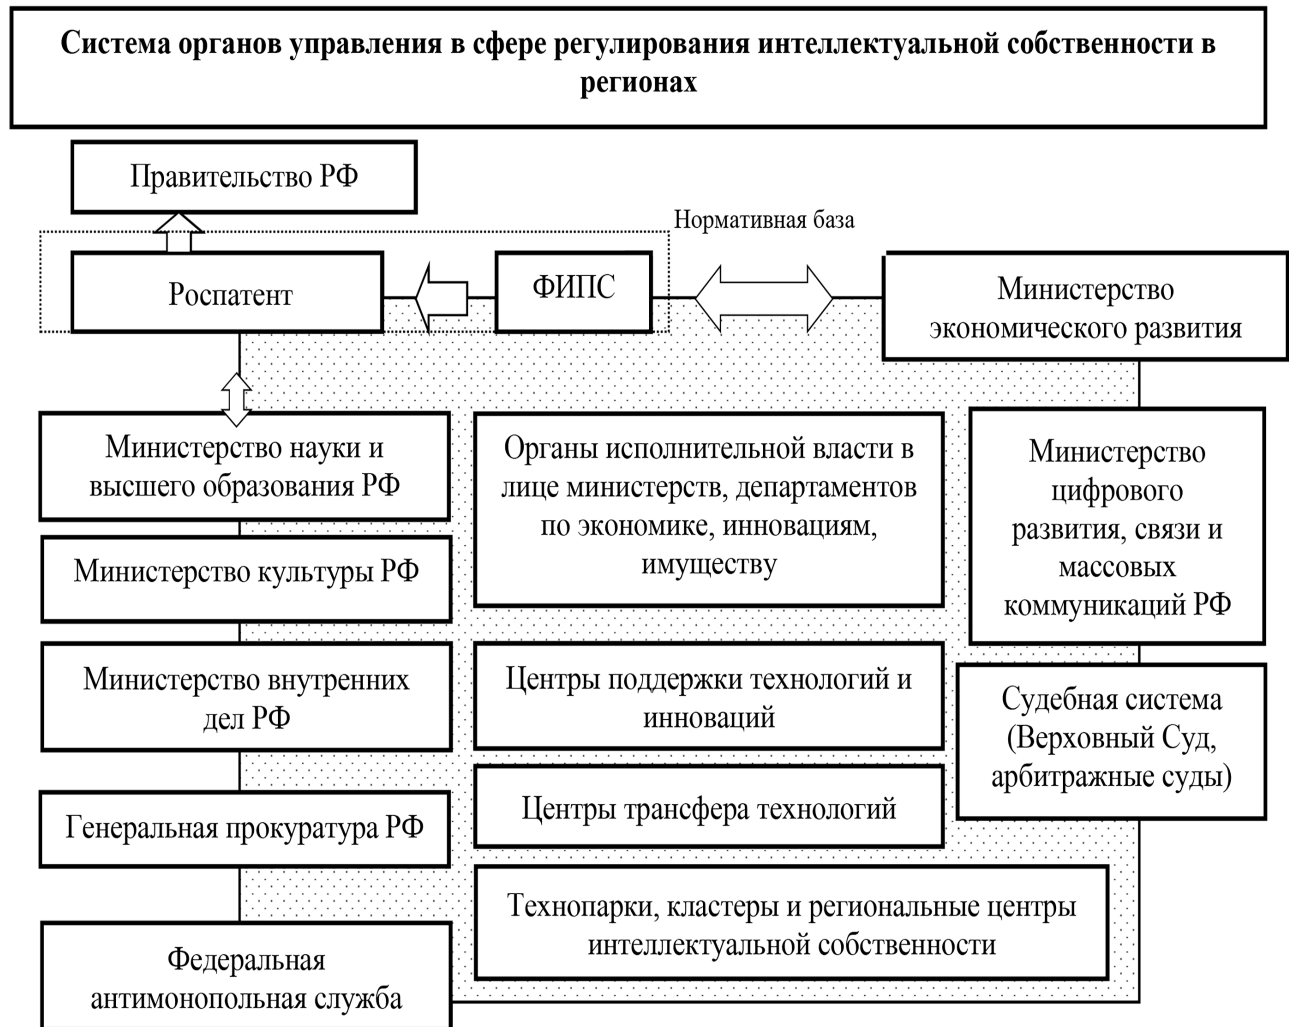 Система органов управления в сфере регулирования интеллектуальной собственности в
регионах
Правительство РФ
Нормативная база
Роспатент
ФИПС
Министерство
экономического развития
Министерство науки и
высшего образования РФ
Министерство культуры РФ
Министерство внутренних
дел РФ
Генеральная прокуратура РФ
Федеральная
антимонопольная служба
Органы исполнительной власти в
лице министерств, департаментов
по экономике, инновациям,
имуществу
Центры поддержки технологий и
инноваций
Центры трансфера технологий
Технопарки, кластеры и региональные центры
интеллектуальной собственности
Министерство
цифрового
развития, связи и
массовых
коммуникаций РФ
Судебная система
(Верховный Суд,
арбитражные суды)